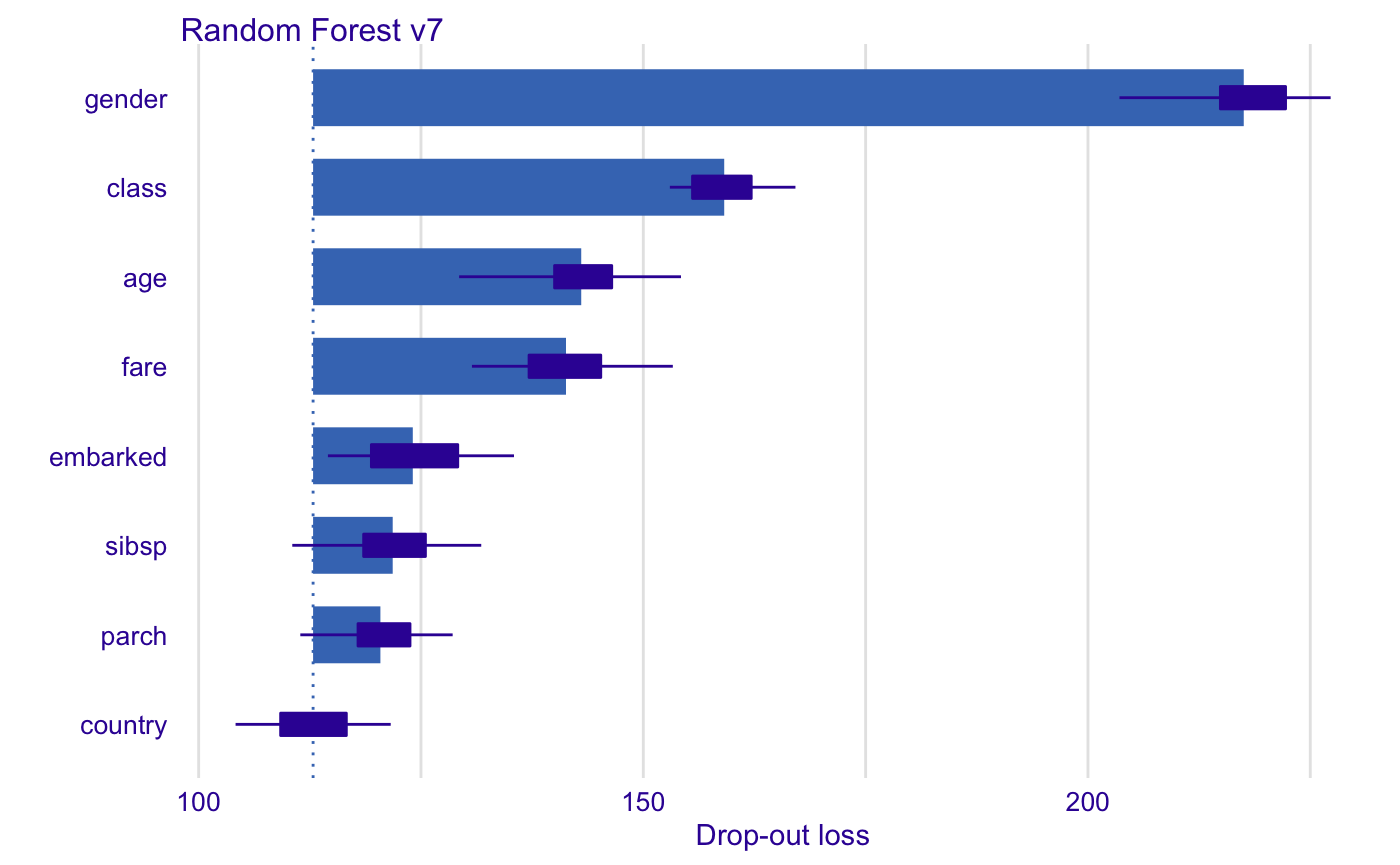 Random Forest v7
gender
class
age
fare
embarked
sibsp
parch
country
100 150 200
Drop-out loss